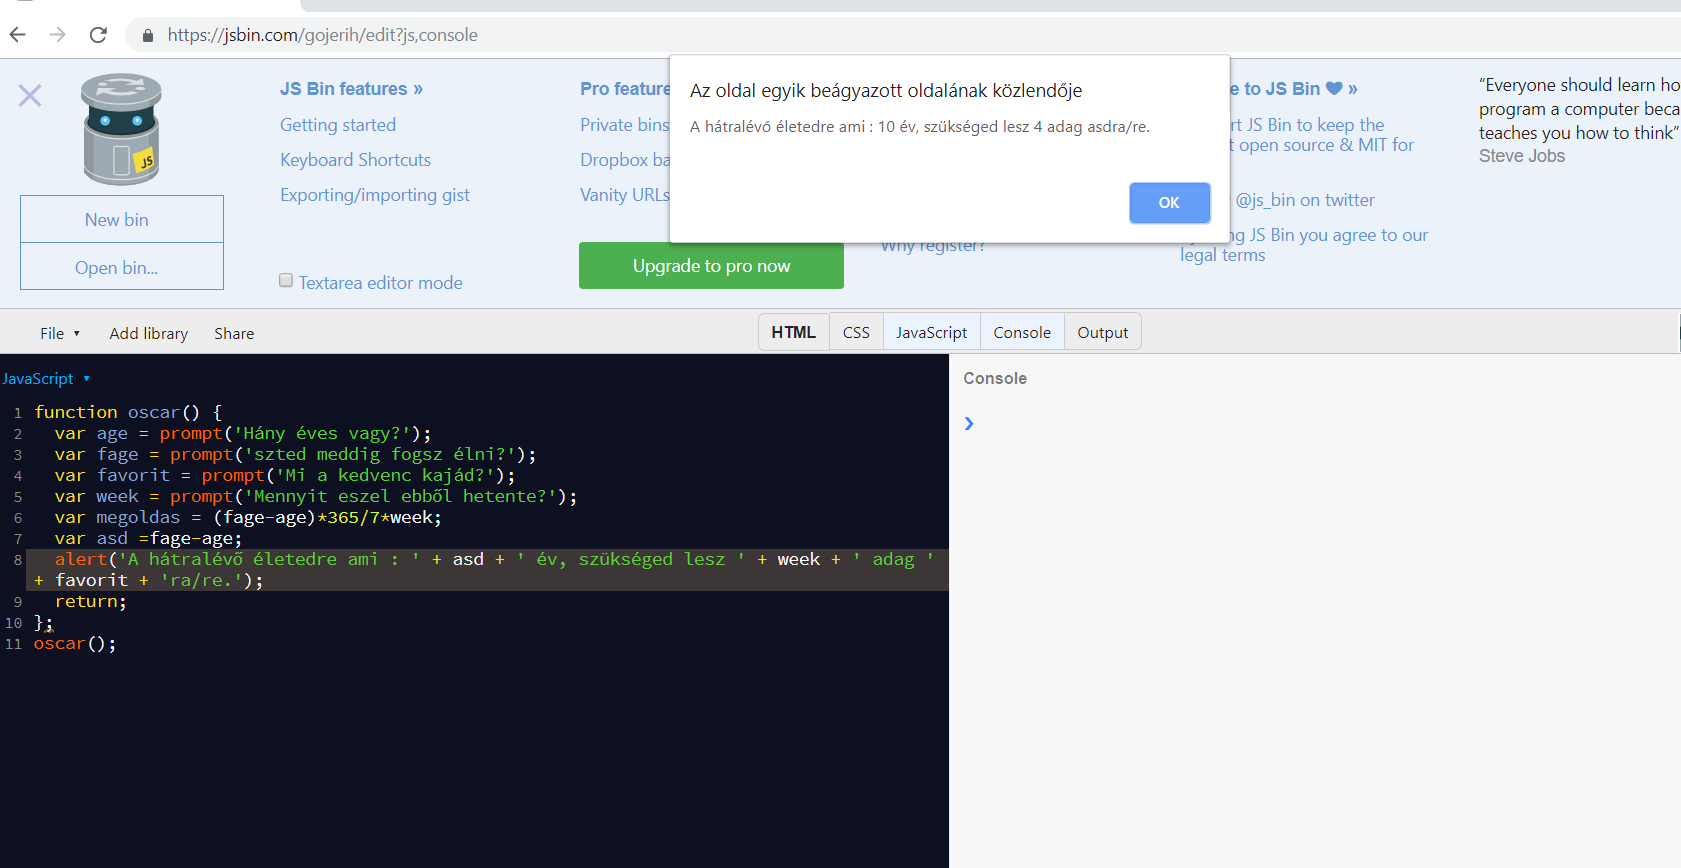 https://jsbin.com/gojerih/edit?js,console
JS Bin features »
Getting started
Keyboard Shortcuts
Exporting/importing gist
Textarea editor mode
JS
New bin
Open bin...
Pro feature
Private bins
Dropbox ba
Vanity URLs
Upgrade to pro now
Az oldal egyik beágyazott oldalának közlendője
A hátralévő életedre ami : 10 év, szükséged lesz 4 adag asdra/re.
OK
Why register?
e to JS Bin »
rt JS Bin to keep the
t open source & MIT for
@js_bin on twitter
ng JS Bin you agree to our
legal terms
“Everyone should learn ho
program a computer beca
teaches you how to think”
Steve Jobs
File ▾ Add library Share
HTML CSS JavaScript Console Output
JavaScript ▾
1 function oscar() {
2 var age = prompt('Hány éves vagy?');
3 var fage = prompt('szted meddig fogsz élni?');
4 var favorit = prompt('Mi a kedvenc kajád?');
5 var week = prompt('Mennyit eszel ebből hetente?');
6 var megoldas = (fage-age)*365/7*week;
7 var asd =fage-age;
8 alert('A hátralévő életedre ami : ' + asd + ' év, szükséged lesz ' + week + ' adag '
+ favorit + 'ra/re.');
9 return;
10 };
11 oscar();
Console